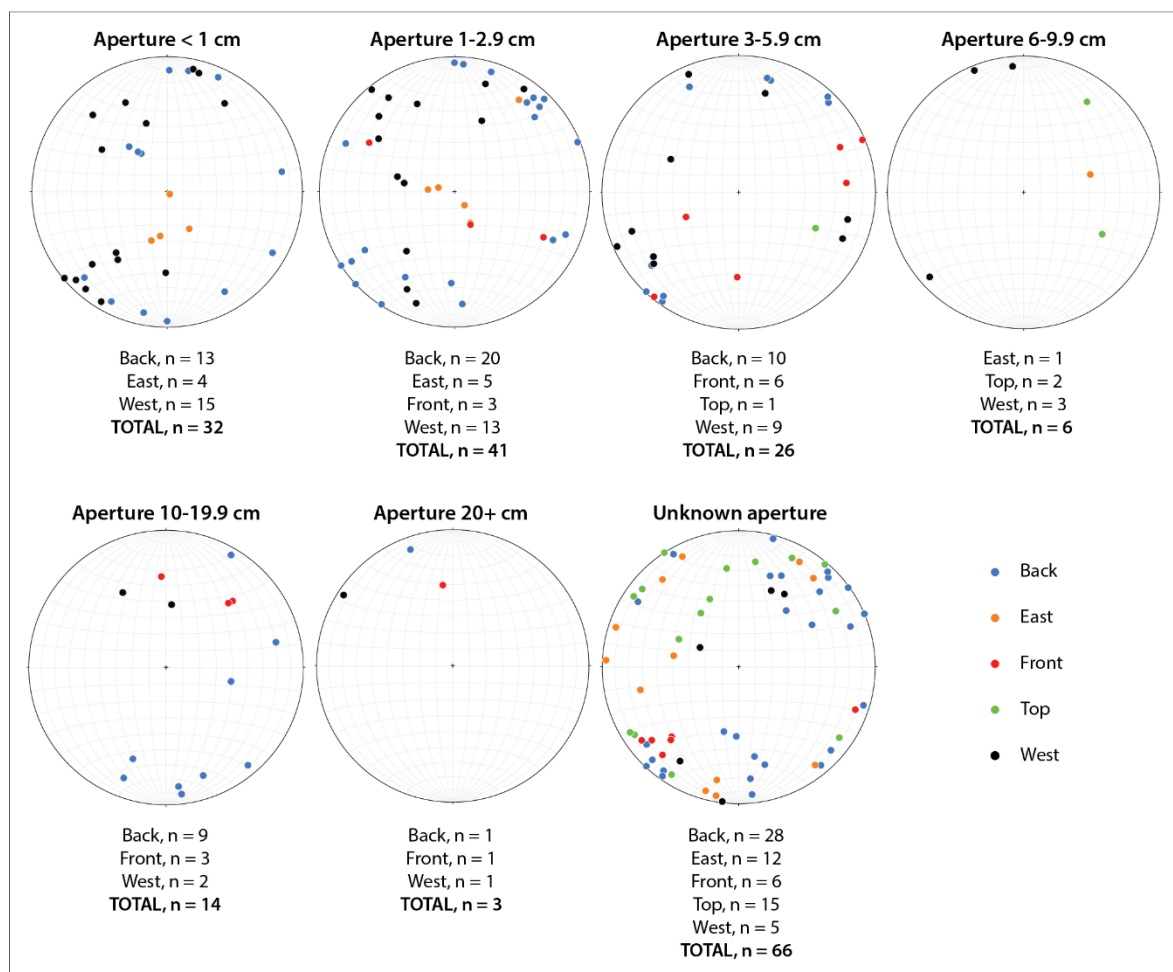 Aperture < 1 cm
Aperture 1-2.9 cm
Aperture 3-5.9 cm
Aperture 6-9.9 cm
Back, n = 13
East, n = 4
West, n = 15
TOTAL, n = 32
Back, n = 20
East, n = 5
Front, n = 3
West, n = 13
TOTAL, n = 41
Back, n = 10
Front, n = 6
Top, n = 1
West, n = 9
TOTAL, n = 26
East, n = 1
Top, n = 2
West, n = 3
TOTAL, n = 6
Aperture 10-19.9 cm
Aperture 20+ cm
Unknown aperture
Back, n = 9
Front, n = 3
West, n = 2
TOTAL, n = 14
Back, n = 1
Front, n = 1
West, n = 1
TOTAL, n = 3
Back, n = 28
East, n = 12
Front, n = 6
Top, n = 15
West, n = 5
TOTAL, n = 66
Back
East
Front
Top
West